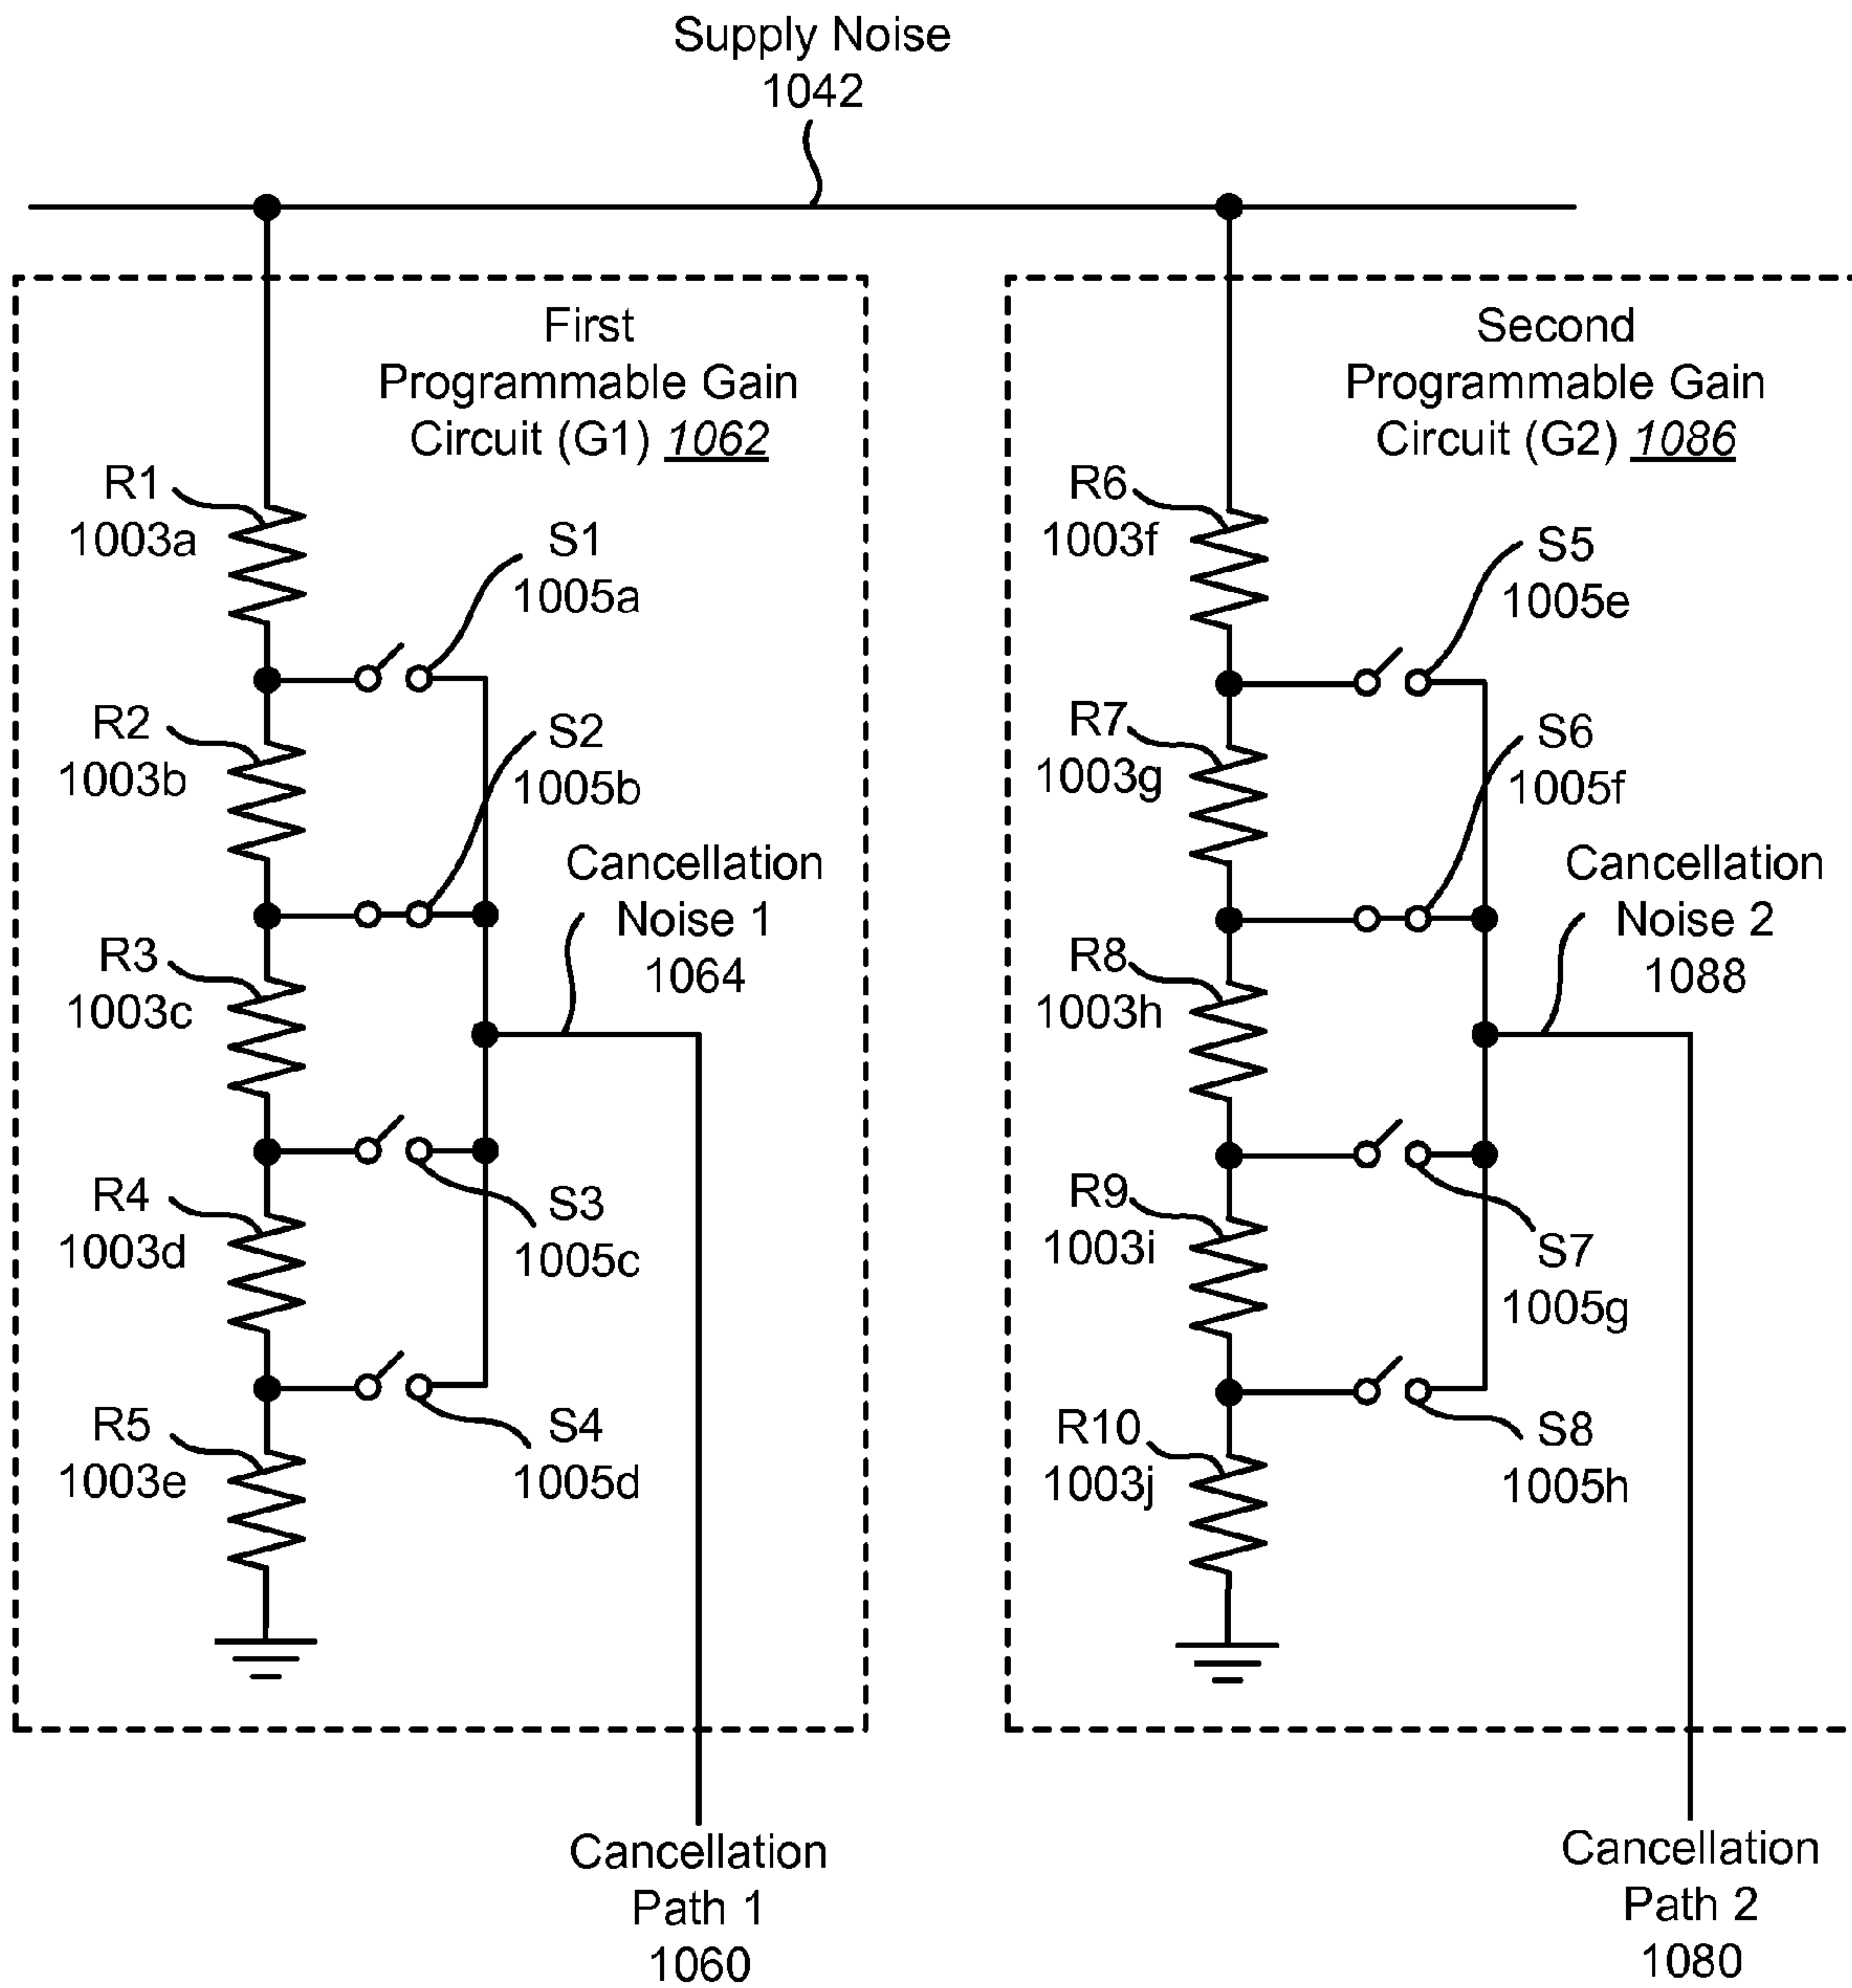 Supply Noise
1042
First
Programmable Gain
Circuit (G1) 1062
R1
1003a
S1
1005a
R2
1003b
S2
1005b
Cancellation
Noise 1
1064
R3
1003c
R4
1003d
S3
1005c
R5
1003e
S4
1005d
Cancellation
Path 1
1060
Second
Programmable Gain
Circuit (G2) 1086
R6
1003f
S5
1005e
R7
1003g
S6
1005f
Cancellation
Noise 2
1088
R8
1003h
R9
1003i
S7
1005g
R10
1003j
S8
1005h
Cancellation
Path 2
1080